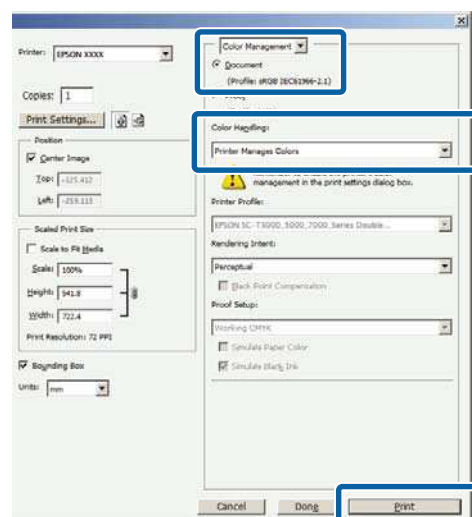 Printer: EPSON XXXX
Copies: 1
Print Settings...
Position
Center Image
Top: -125.412
Left: -259.113
Scaled Print Size
Scale to Fit Media
Scale: 100%
Height: 941.8
Width: 722.4
Print Resolution: 72 PPI
Bounding Box
Units: mm
Color Management
Document
(Profile: sRGB IEC61966-2.1)
Color Handling:
Printer Manages Colors
management in the print settings dialog box.
Printer Profile:
EPSON SC-T3000_5000_7000_Series Double...
Rendering Intent:
Perceptual
Black Point Compensation
Proof Setup:
Working CMYK
Simulate Paper Color
Simulate Black Ink
Cancel
Done
Print